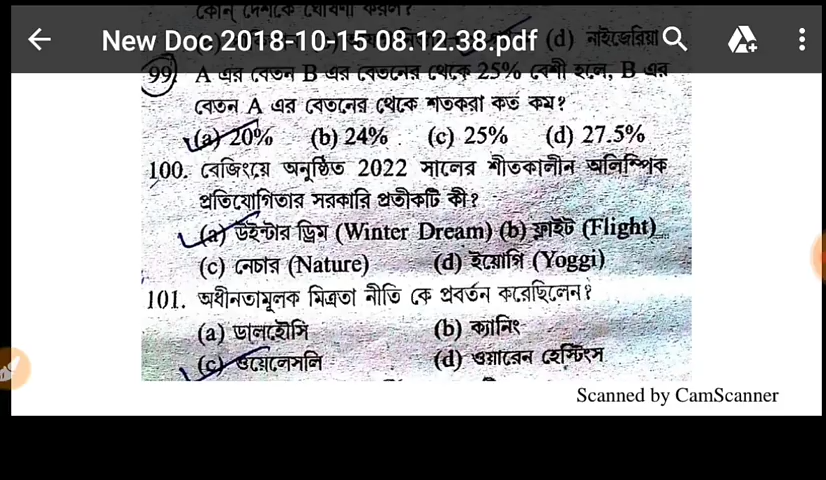 কোন্ দেশকে ঘোষণা করল?
New Doc 2018-10-15 08.12.38.pdf
(d) নাইজেরিয়া
99. A এর বেতন B এর বেতনের থেকে 25% বেশী হলে, B এর
বেতন A এর বেতনের থেকে শতকরা কত কম?
(a) 20% (b) 24% (c) 25% (d) 27.5%
100. বেজিংয়ে অনুষ্ঠিত 2022 সালের শীতকালীন অলিম্পিক
প্রতিযোগিতার সরকারি প্রতীকটি কী?
(a) উইন্টার ড্রিম (Winter Dream) (b) ফ্লাইট (Flight)
(c) নেচার (Nature) (d) ইয়োগি (Yoggi)
101. অধীনতামূলক মিত্রতা নীতি কে প্রবর্তন করেছিলেন?
(a) ডালহৌসি (b) ক্যানিং
(c) ওয়েলেসলি (d) ওয়ারেন হেস্টিংস
Scanned by CamScanner